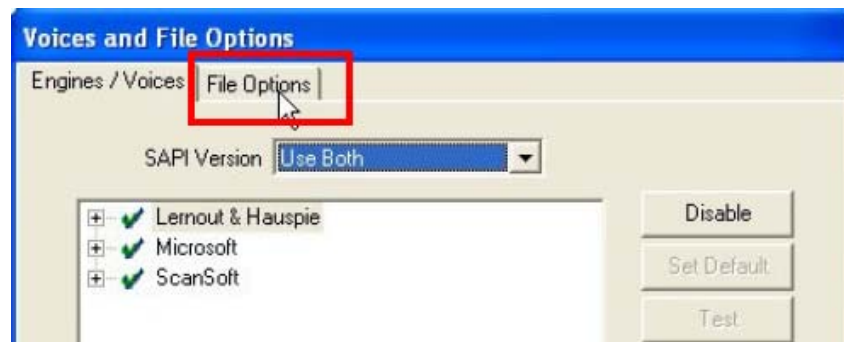 Voices and File Options
Engines / Voices File Options
SAPI Version Use Both
Lernout & Hauspie
Microsoft
ScanSoft
Disable
Set Default
Test